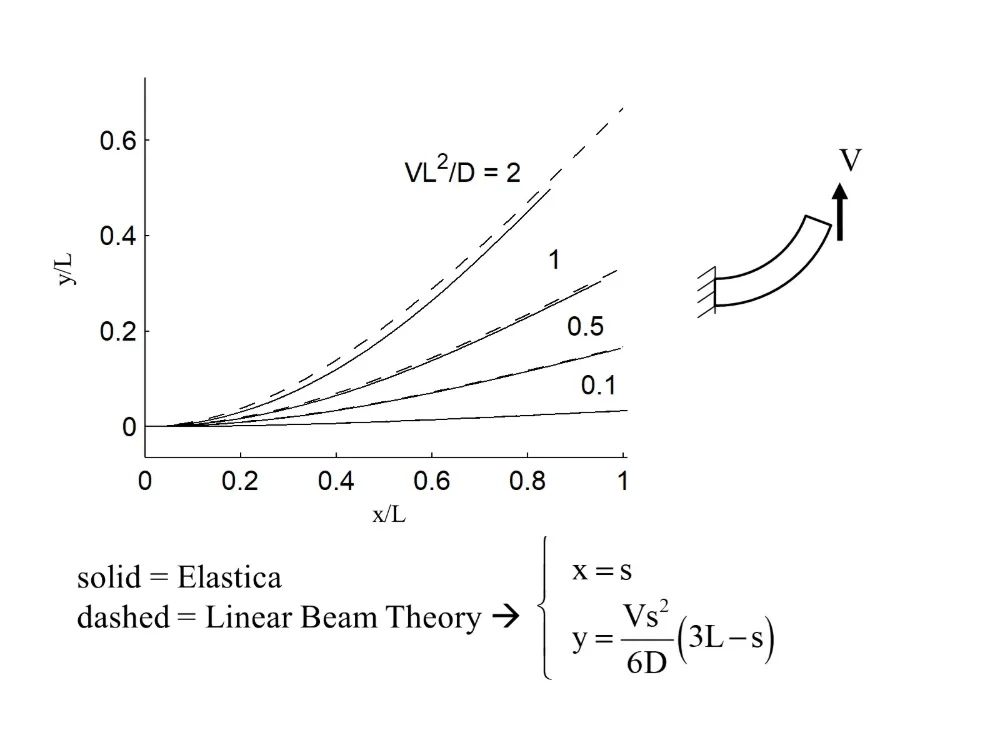 VL²/D = 2
V
1
0.5
0.1
y/L
0.6
0.4
0.2
0
0 0.2 0.4 0.6 0.8 1
x/L
solid = Elastica
dashed = Linear Beam Theory →
x = s
y = Vs²/6D (3L – s)